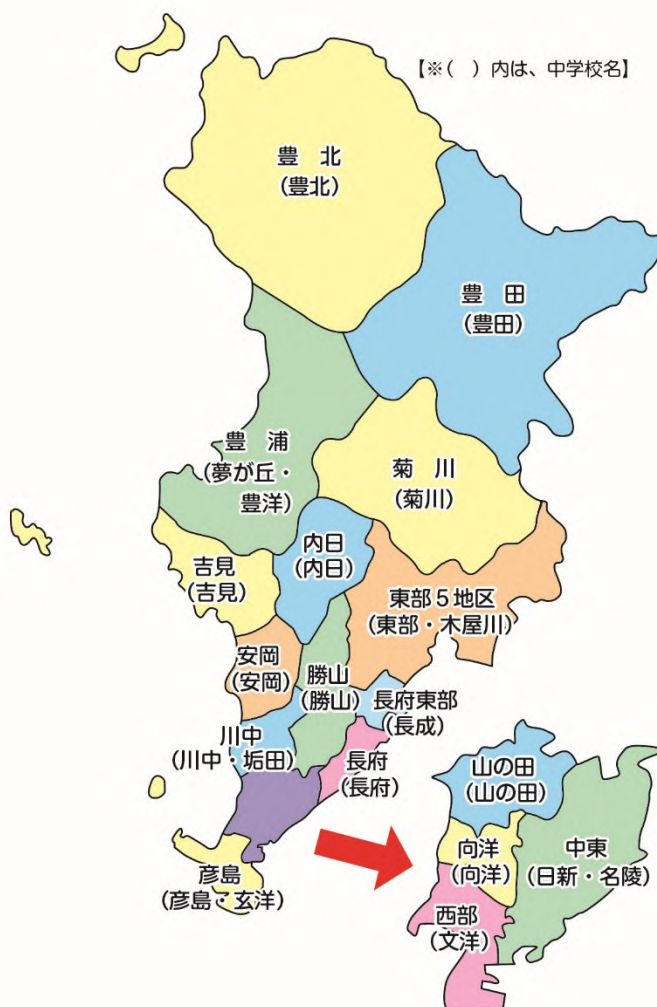 【※( )内は、中学校名】
豊 北
(豊北)
豊 田
(豊田)
豊 浦
(夢が丘・
豊洋)
菊 川
(菊川)
内日
(内日)
吉見
(吉見)
東部5地区
(東部・木屋川)
安岡
(安岡)
勝山
(勝山)
長府東部
(長成)
川中
(川中・垢田)
長府
(長府)
彦島
(彦島・玄洋)
山の田
(山の田)
向洋
(向洋)
中東
(日新・名陵)
西部
(文洋)